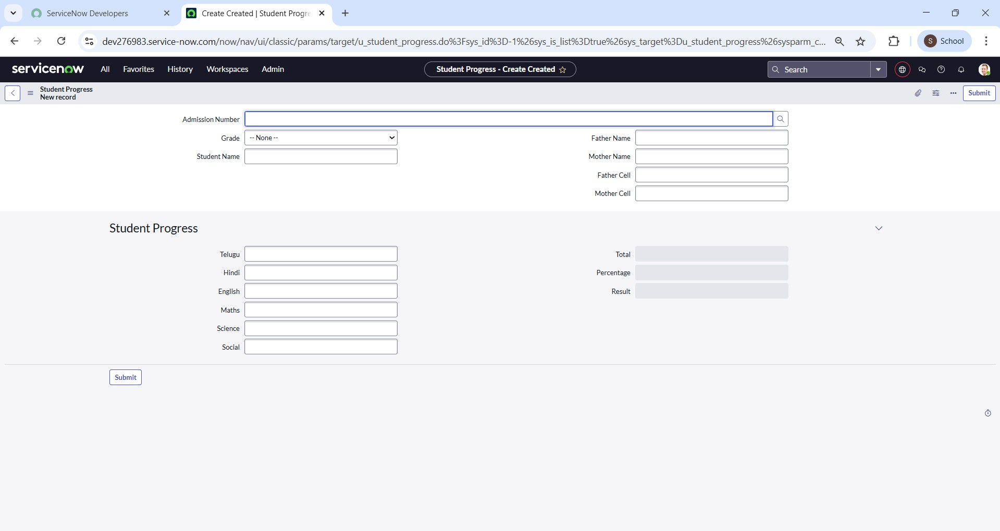 ServiceNow Developers
Create Created | Student Progre
dev276983.service-now.com/now/nav/ui/classic/params/target/u_student_progress.do%3Fsys_id%3D-1%26sys_is_list%3Dtrue%26sys_target%3Du_student_progress%26sysparm_c...
S School
servicenow All Favorites History Workspaces Admin Student Progress - Create Created Search
Student Progress
New record
Submit
Admission Number
Grade -- None -- Father Name
Student Name Mother Name
Father Cell
Mother Cell
Student Progress
Telugu Total
Hindi Percentage
English Result
Maths
Science
Social
Submit